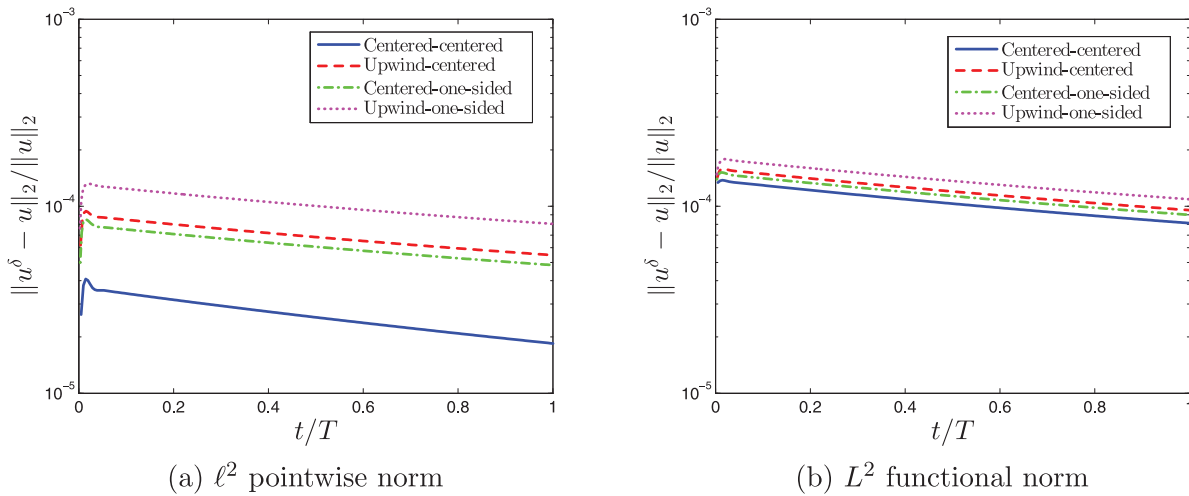 10^{-3}
10^{-4}
10^{-5}
||u^δ − u||_2/||u||_2
Centered-centered
Upwind-centered
Centered-one-sided
Upwind-one-sided
0 0.2 0.4 0.6 0.8 1
t/T
(a) ℓ^2 pointwise norm
10^{-3}
10^{-4}
10^{-5}
||u^δ − u||_2/||u||_2
Centered-centered
Upwind-centered
Centered-one-sided
Upwind-one-sided
0 0.2 0.4 0.6 0.8 1
t/T
(b) L^2 functional norm